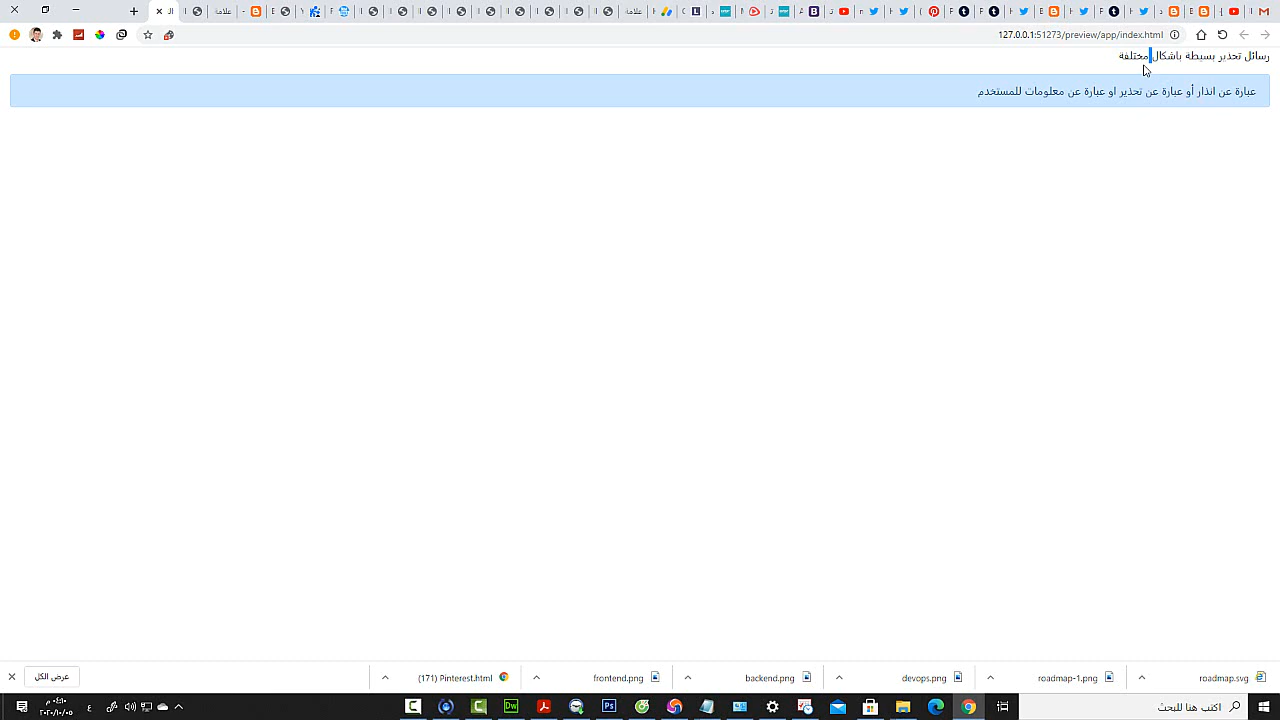 127.0.0.1:51273/preview/app/index.html
رسائل تحذير بسيطة باشكال مختلفة
عبارة عن انذار أو عبارة عن تحذير او عبارة عن معلومات للمستخدم
roadmap.svg
roadmap-1.png
devops.png
backend.png
frontend.png
(171) Pinterest.html
عرض الكل
اكتب هنا للبحث
ع